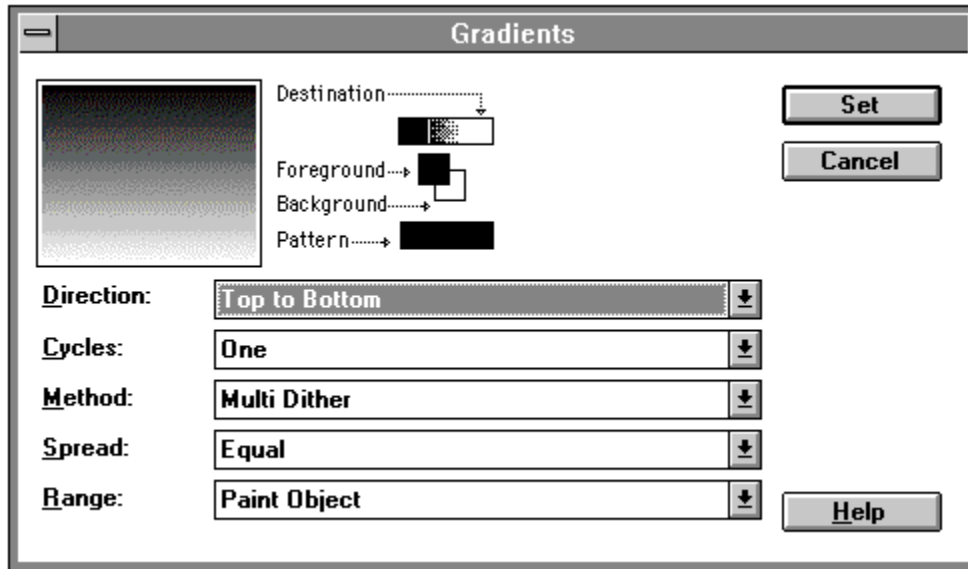 Gradients
Destination
Foreground
Background
Pattern
Set
Cancel
Direction: Top to Bottom
Cycles: One
Method: Multi Dither
Spread: Equal
Range: Paint Object
Help